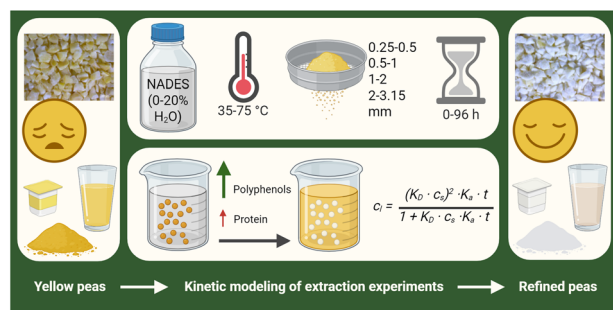 NADES
(0-20%
H₂O)
35-75 °C
0.25-0.5
0.5-1
1-2
2-3.15
mm
0-96 h
Polyphenols
Protein
c_l = (K_D · c_s)² · K_a · t / 1 + K_D · c_s · K_a · t
Yellow peas
Kinetic modeling of extraction experiments
Refined peas